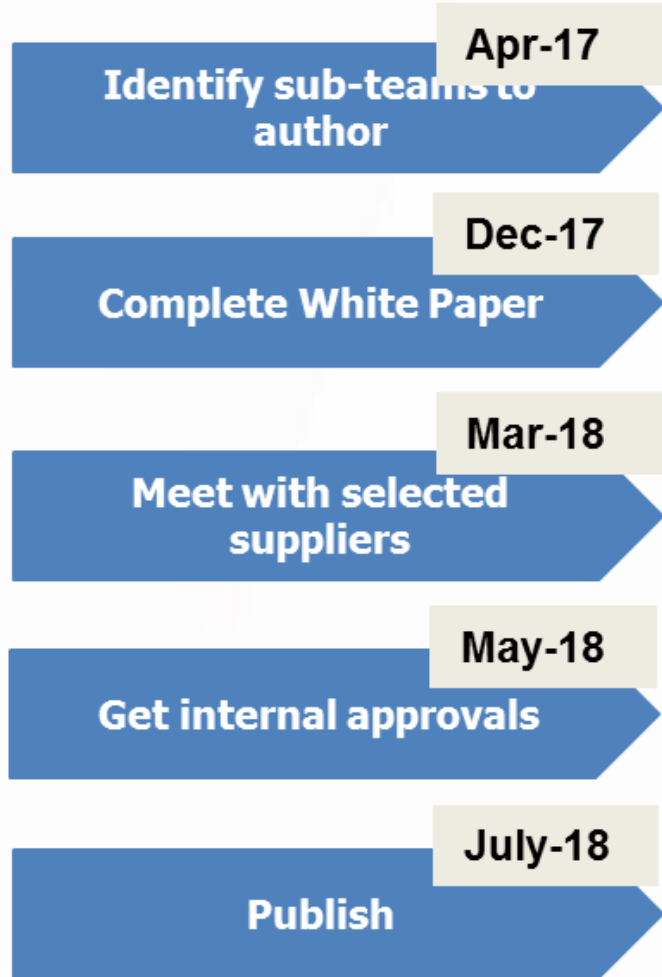 Apr-17
Identify sub-teams to
author
Dec-17
Complete White Paper
Mar-18
Meet with selected
suppliers
May-18
Get internal approvals
July-18
Publish